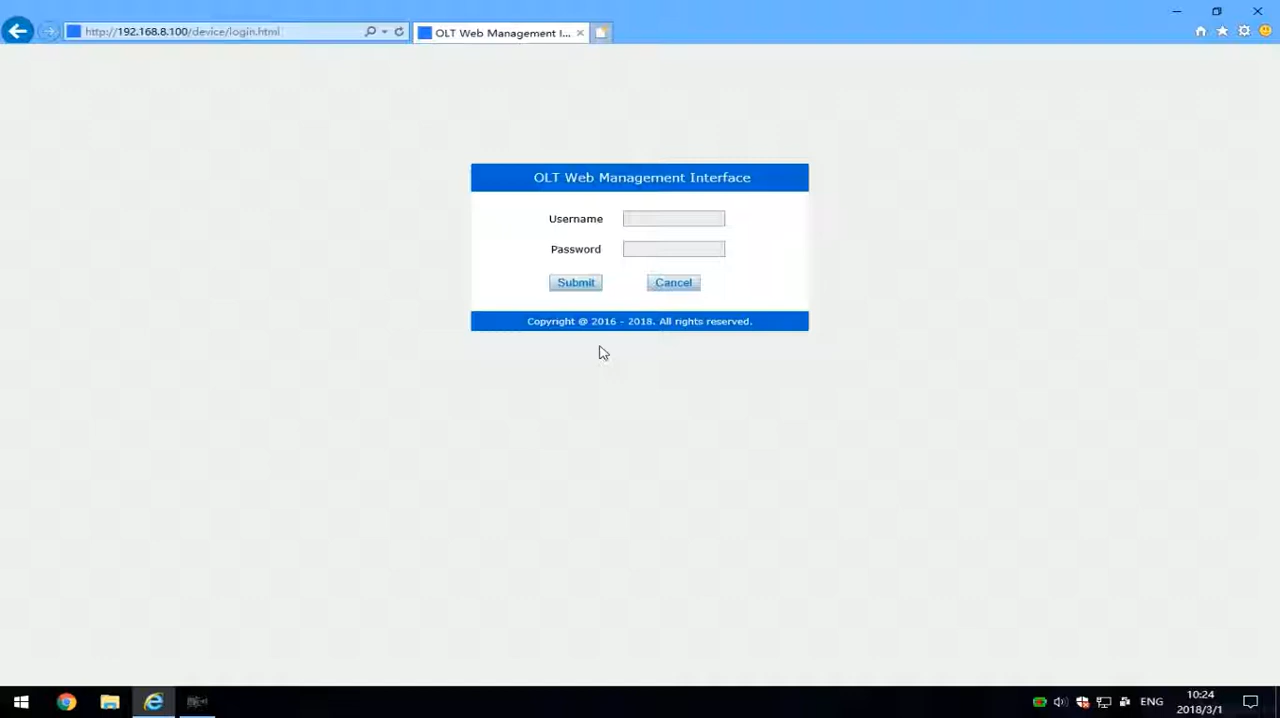 http://192.168.8.100/device/login.html
OLT Web Management I...
OLT Web Management Interface
Username
Password
Submit Cancel
Copyright @ 2016 - 2018. All rights reserved.
ENG
10:24
2018/3/1